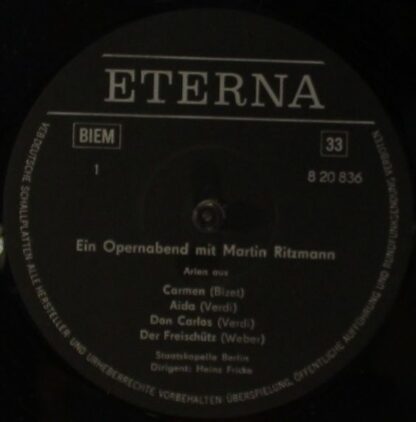 ETERNA
BIEM
33
1
8 20 836
Ein Opernabend mit Martin Ritzmann
Arien aus
Carmen (Bizet)
Aida (Verdi)
Don Carlos (Verdi)
Der Freischütz (Weber)
Staatskapelle Berlin
Dirigent: Heinz Fricke
VEB DEUTSCHE SCHALLPLATTEN. ALLE HERSTELLER- UND URHEBERRECHTE VORBEHALTEN. ÜBERSPIELUNG, ÖFFENTLICHE AUFFÜHRUNG UND RUNDFUNKSENDUNG VERBOTEN